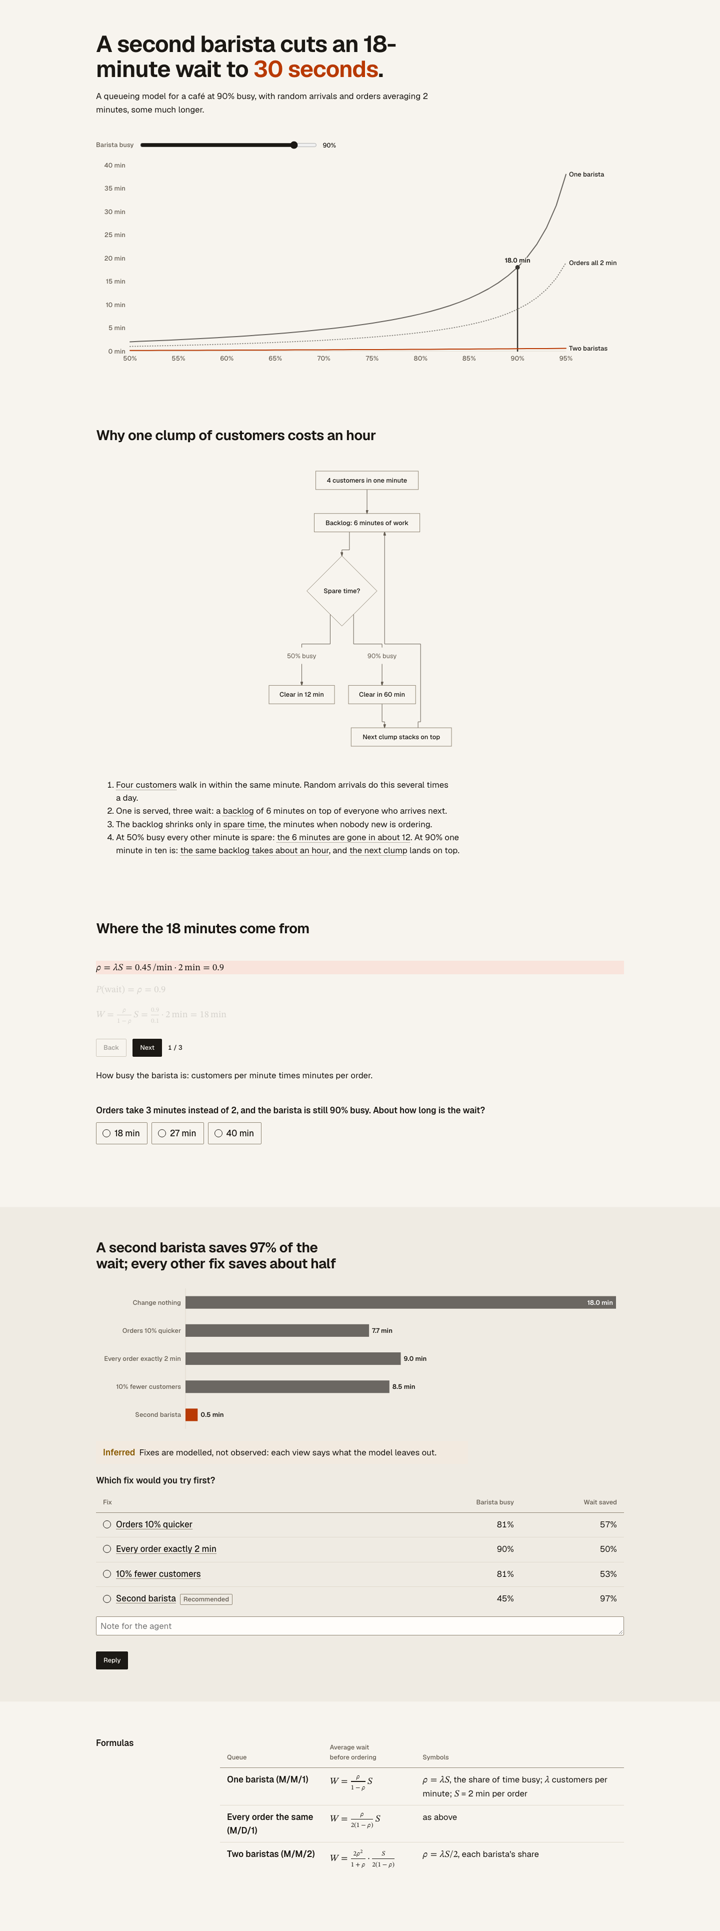 A second barista cuts an 18-
minute wait to 30 seconds.
A queueing model for a café at 90% busy, with random arrivals and orders averaging 2
minutes, some much longer.
Barista busy 90%
40 min
35 min
30 min
25 min
20 min
15 min
10 min
5 min
0 min
One barista
18.0 min
Orders all 2 min
Two baristas
50% 55% 60% 65% 70% 75% 80% 85% 90% 95%
Why one clump of customers costs an hour
4 customers in one minute
Backlog: 6 minutes of work
Spare time?
50% busy 90% busy
Clear in 12 min Clear in 60 min
Next clump stacks on top
1. Four customers walk in within the same minute. Random arrivals do this several times
a day.
2. One is served, three wait: a backlog of 6 minutes on top of everyone who arrives next.
3. The backlog shrinks only in spare time, the minutes when nobody new is ordering.
4. At 50% busy every other minute is spare: the 6 minutes are gone in about 12. At 90% one
minute in ten is: the same backlog takes about an hour, and the next clump lands on top.
Where the 18 minutes come from
ρ = λS = 0.45 /min · 2 min = 0.9
P(wait) = ρ = 0.9
W = ρ/(1−ρ) S = 0.9/0.1 · 2 min = 18 min
Back Next 1 / 3
How busy the barista is: customers per minute times minutes per order.
Orders take 3 minutes instead of 2, and the barista is still 90% busy. About how long is the wait?
18 min 27 min 40 min
A second barista saves 97% of the
wait; every other fix saves about half
Change nothing 18.0 min
Orders 10% quicker 7.7 min
Every order exactly 2 min 9.0 min
10% fewer customers 8.5 min
Second barista 0.5 min
Inferred Fixes are modelled, not observed: each view says what the model leaves out.
Which fix would you try first?
Fix Barista busy Wait saved
Orders 10% quicker 81% 57%
Every order exactly 2 min 90% 50%
10% fewer customers 81% 53%
Second barista Recommended 45% 97%
Note for the agent
Reply
Formulas
Queue Average wait before ordering Symbols
One barista (M/M/1) W = ρ/(1−ρ) S ρ = λS, the share of time busy; λ customers per
minute; S = 2 min per order
Every order the same
(M/D/1) W = ρ/(2(1−ρ)) S as above
Two baristas (M/M/2) W = 2ρ²/(1+ρ) · S/(2(1−ρ)) ρ = λS/2, each barista's share